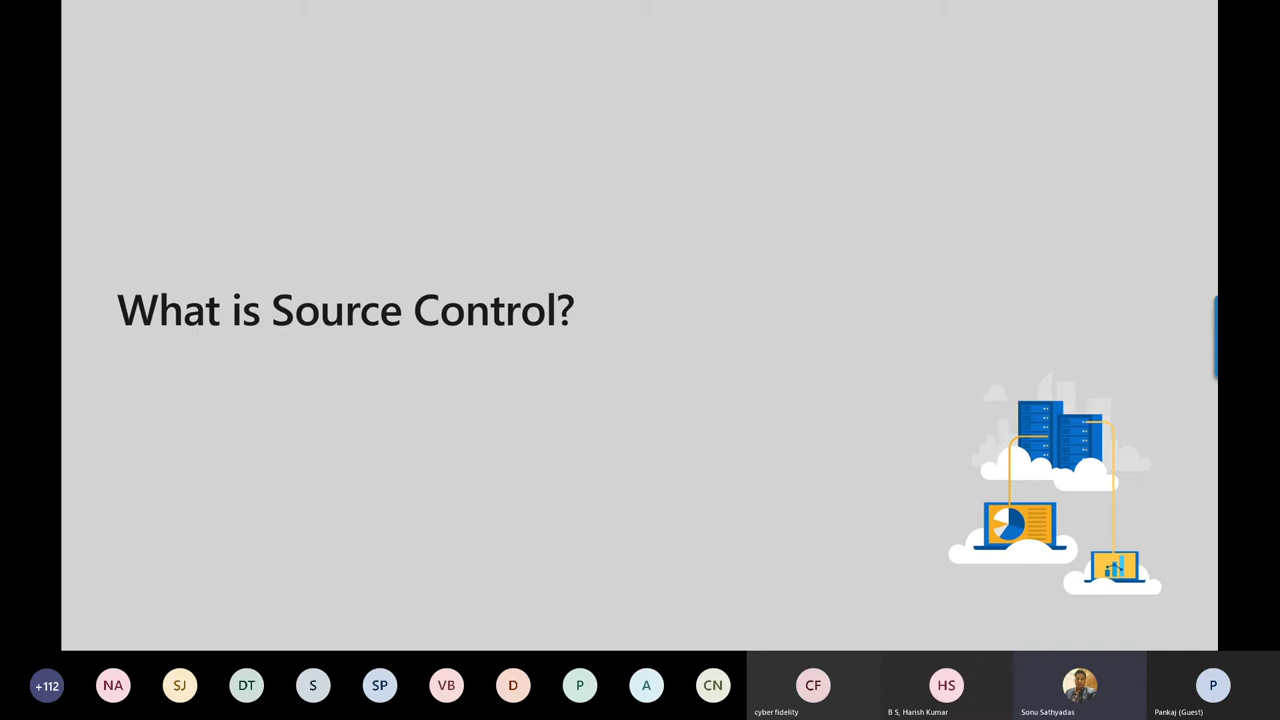 What is Source Control?
+112
NA
SJ
DT
S
SP
VB
D
P
A
CN
CF
HS
P
cyber fidelity
B S, Harish Kumar
Sonu Sathyadas
Pankaj (Guest)